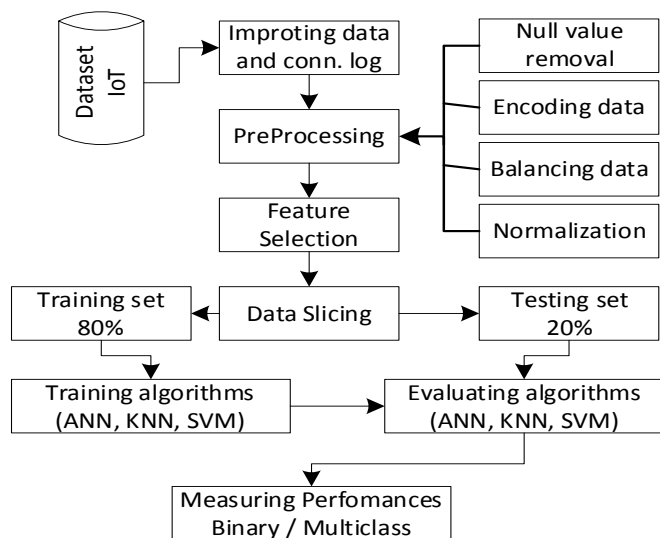 Dataset
IoT
Improting data
and conn. log
Null value
removal
PreProcessing
Encoding data
Balancing data
Feature
Selection
Normalization
Training set
80%
Data Slicing
Testing set
20%
Training algorithms
(ANN, KNN, SVM)
Evaluating algorithms
(ANN, KNN, SVM)
Measuring Perfomances
Binary / Multiclass